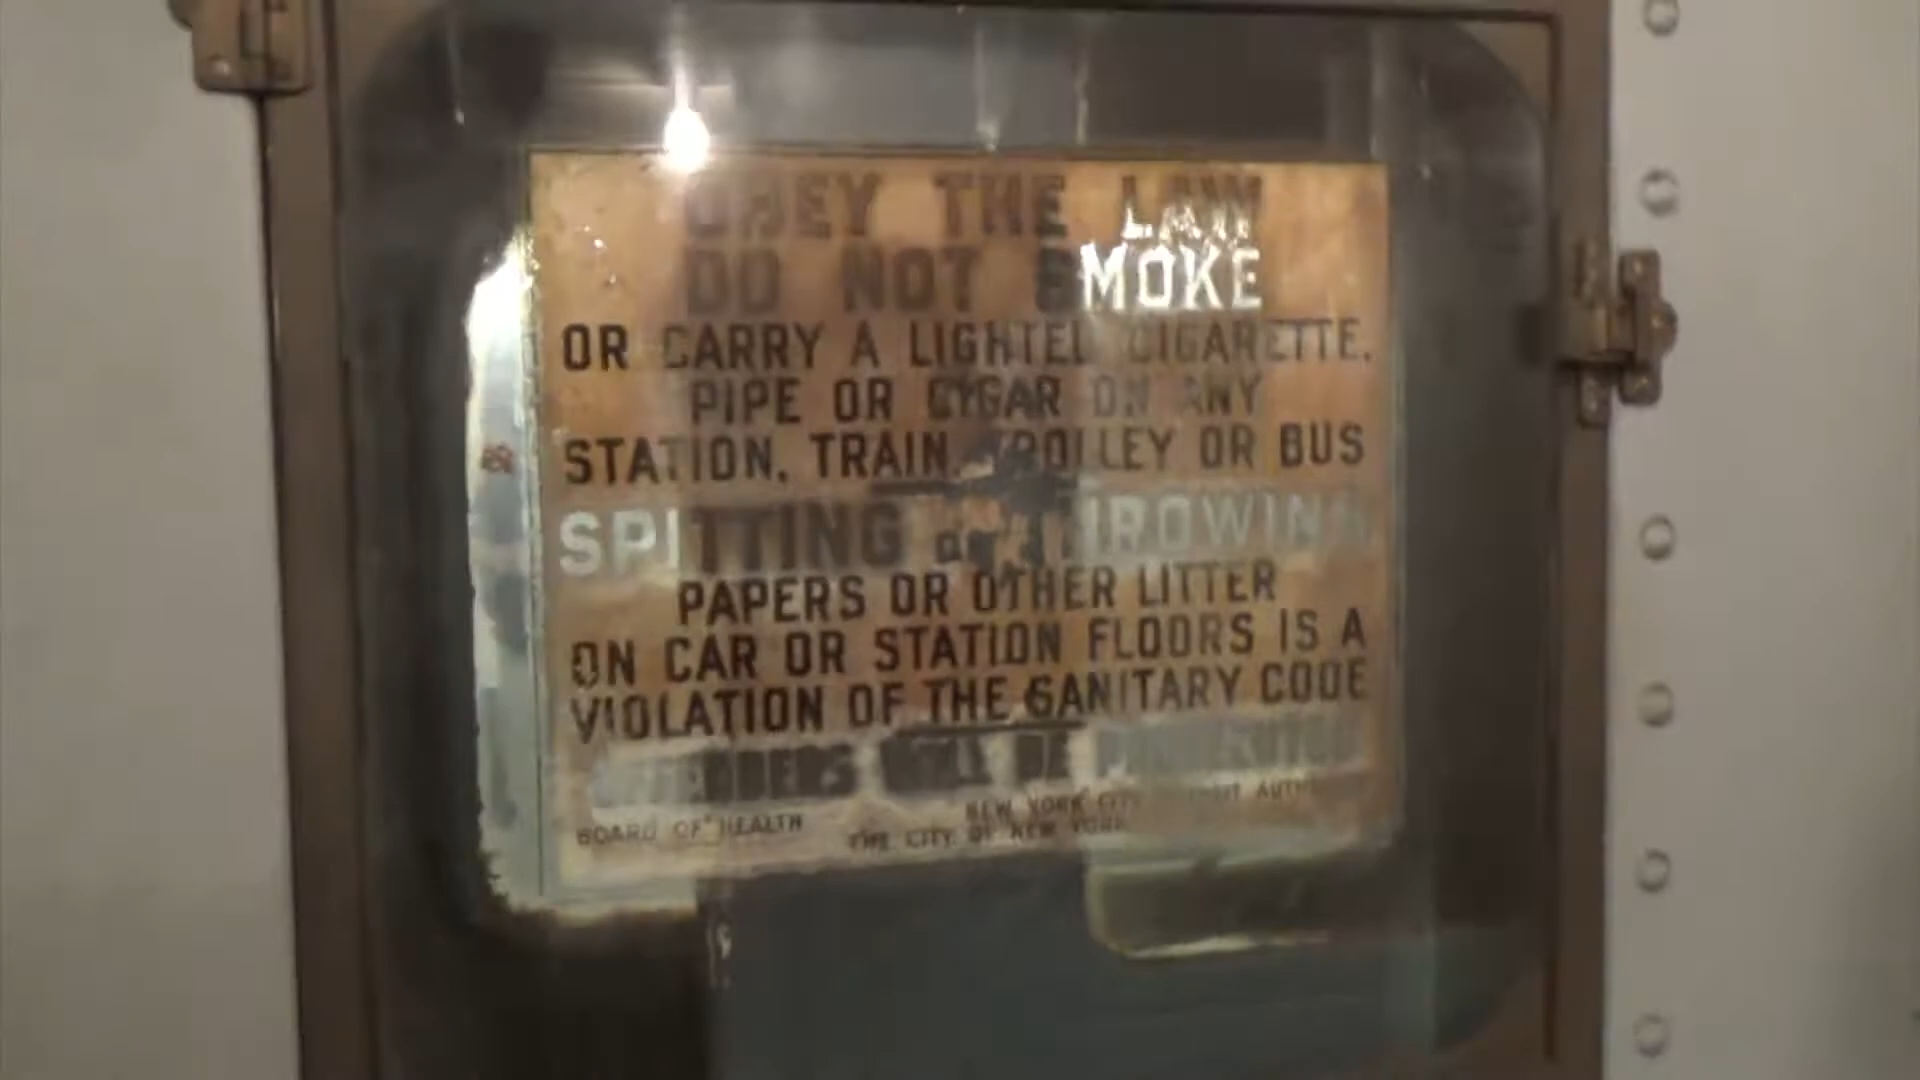 OBEY THE LAW
DO NOT SMOKE
OR CARRY A LIGHTED CIGARETTE,
PIPE OR CIGAR ON ANY
STATION, TRAIN, TROLLEY OR BUS
SPITTING OR THROWING
PAPERS OR OTHER LITTER
ON CAR OR STATION FLOORS IS A
VIOLATION OF THE SANITARY CODE
OFFENDERS WILL BE
NEW YORK CITY TRANSIT AUTHORITY
BOARD OF HEALTH
THE CITY OF NEW YORK